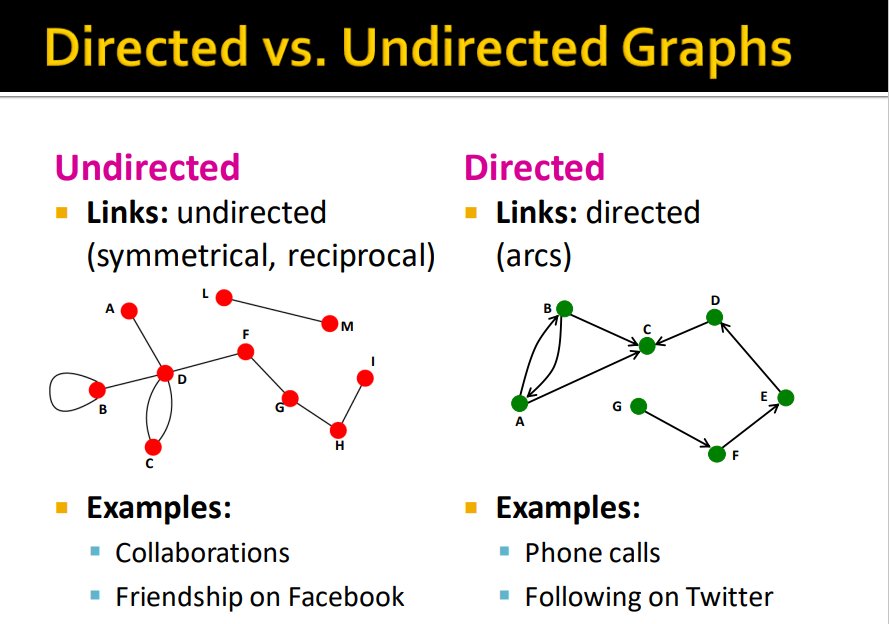 Directed vs. Undirected Graphs
Undirected
Links: undirected
(symmetrical, reciprocal)
A
L
M
F
I
D
B
G
H
C
Examples:
Collaborations
Friendship on Facebook
Directed
Links: directed
(arcs)
B
D
C
E
G
A
F
Examples:
Phone calls
Following on Twitter